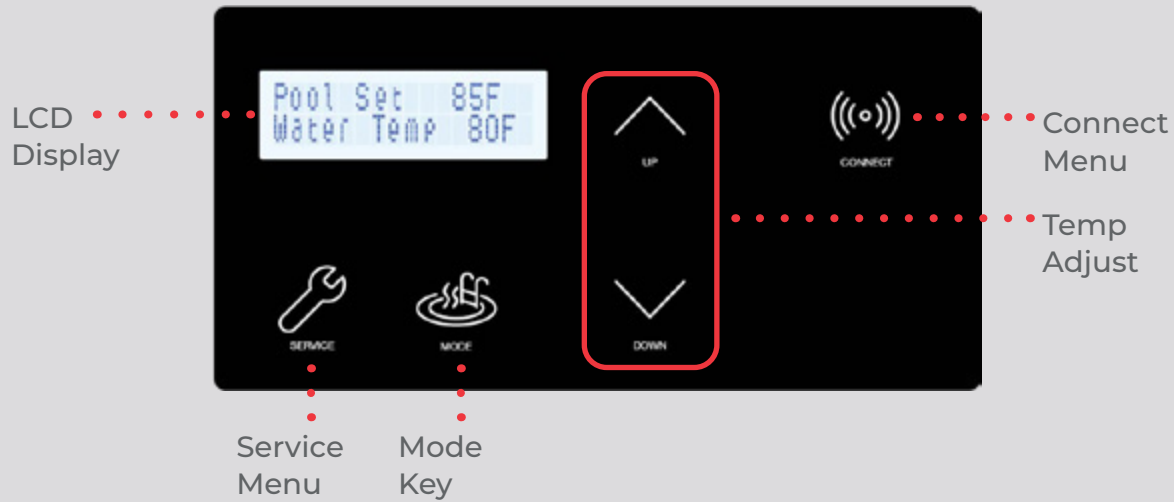 Pool Set 85F
Water Temp 80F
LCD
Display
UP
CONNECT
Connect
Menu
Temp
Adjust
SERVICE
MODE
DOWN
Service
Menu
Mode
Key